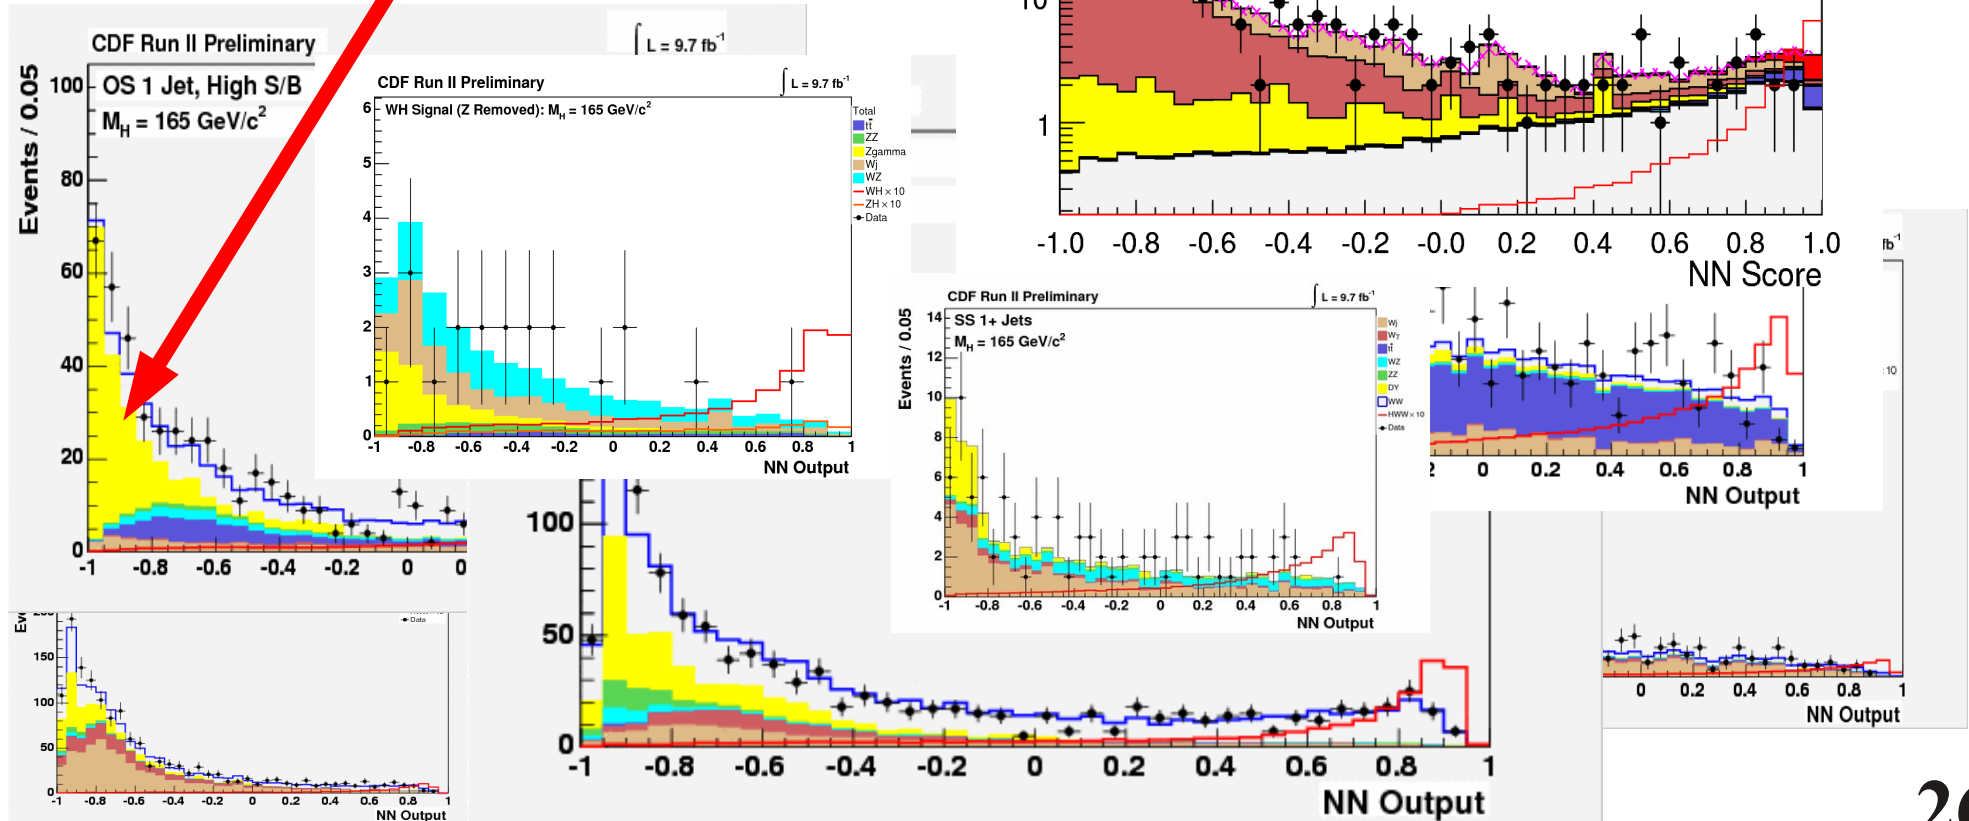 CDF Run II Preliminary
∫ L = 9.7 fb⁻¹
OS 1 Jet, High S/B
M_H = 165 GeV/c²
Events / 0.05
100
80
60
40
20
0
-1 -0.8 -0.6 -0.4 -0.2 0
CDF Run II Preliminary
∫ L = 9.7 fb⁻¹
WH Signal (Z Removed): M_H = 165 GeV/c²
6
5
4
3
2
1
0
-1 -0.8 -0.6 -0.4 -0.2 0 0.2 0.4 0.6 0.8 1
NN Output
Total
tt̄
ZZ
Zgamma
Wj
WZ
WH × 10
ZH × 10
Data
10
1
-1.0 -0.8 -0.6 -0.4 -0.2 -0.0 0.2 0.4 0.6 0.8 1.0
NN Score
fb⁻¹
CDF Run II Preliminary
∫ L = 9.7 fb⁻¹
SS 1+ Jets
M_H = 165 GeV/c²
Events / 0.05
14
12
10
8
6
4
2
0
-1 -0.8 -0.6 -0.4 -0.2 0 0.2 0.4 0.6 0.8 1
NN Output
Wj
Wγ
tt̄
WZ
ZZ
DY
WW
HWW × 10
Data
0 0.2 0.4 0.6 0.8 1
NN Output
10
100
50
0
-1 -0.8 -0.6 -0.4 -0.2 0 0.2 0.4 0.6 0.8 1
NN Output
Data
150
100
50
0
-1 -0.8 -0.6 -0.4 -0.2 0 0.2 0.4 0.6 0.8 1
NN Output
0 0.2 0.4 0.6 0.8 1
NN Output